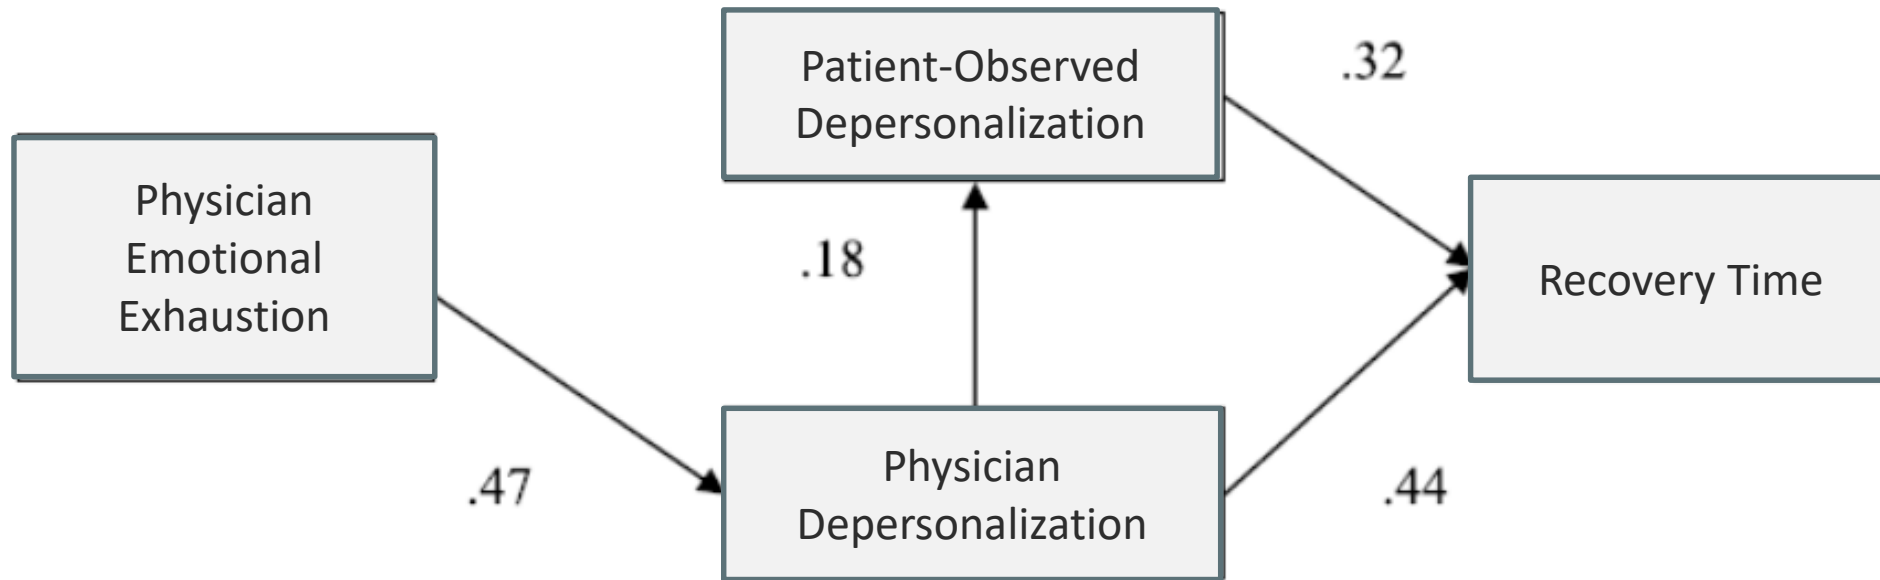 Patient-Observed
Depersonalization
.32
Physician
Emotional
Exhaustion
.18
Recovery Time
.47
Physician
Depersonalization
.44